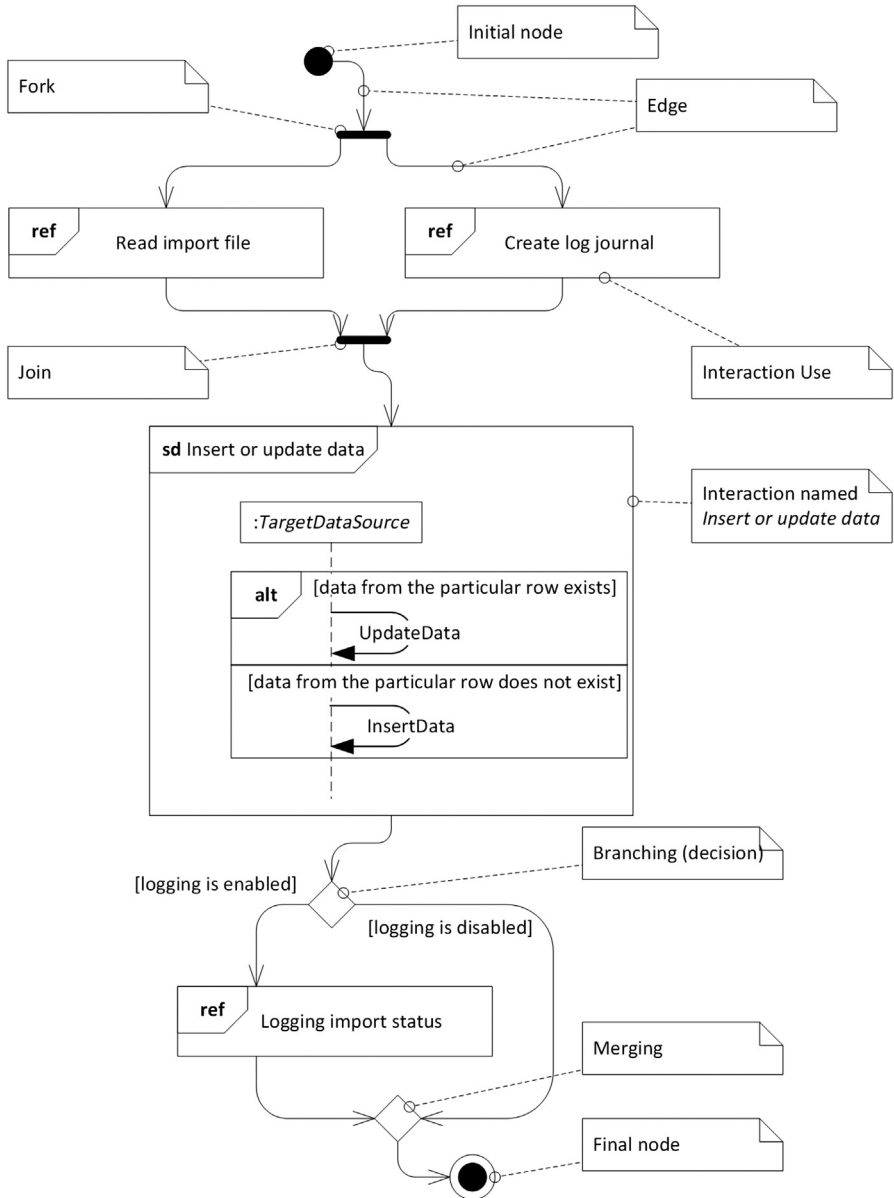 Initial node
Fork
Edge
ref
Read import file
ref
Create log journal
Join
Interaction Use
sd Insert or update data
Interaction named
Insert or update data
:TargetDataSource
alt
[data from the particular row exists]
UpdateData
[data from the particular row does not exist]
InsertData
Branching (decision)
[logging is enabled]
[logging is disabled]
ref
Logging import status
Merging
Final node